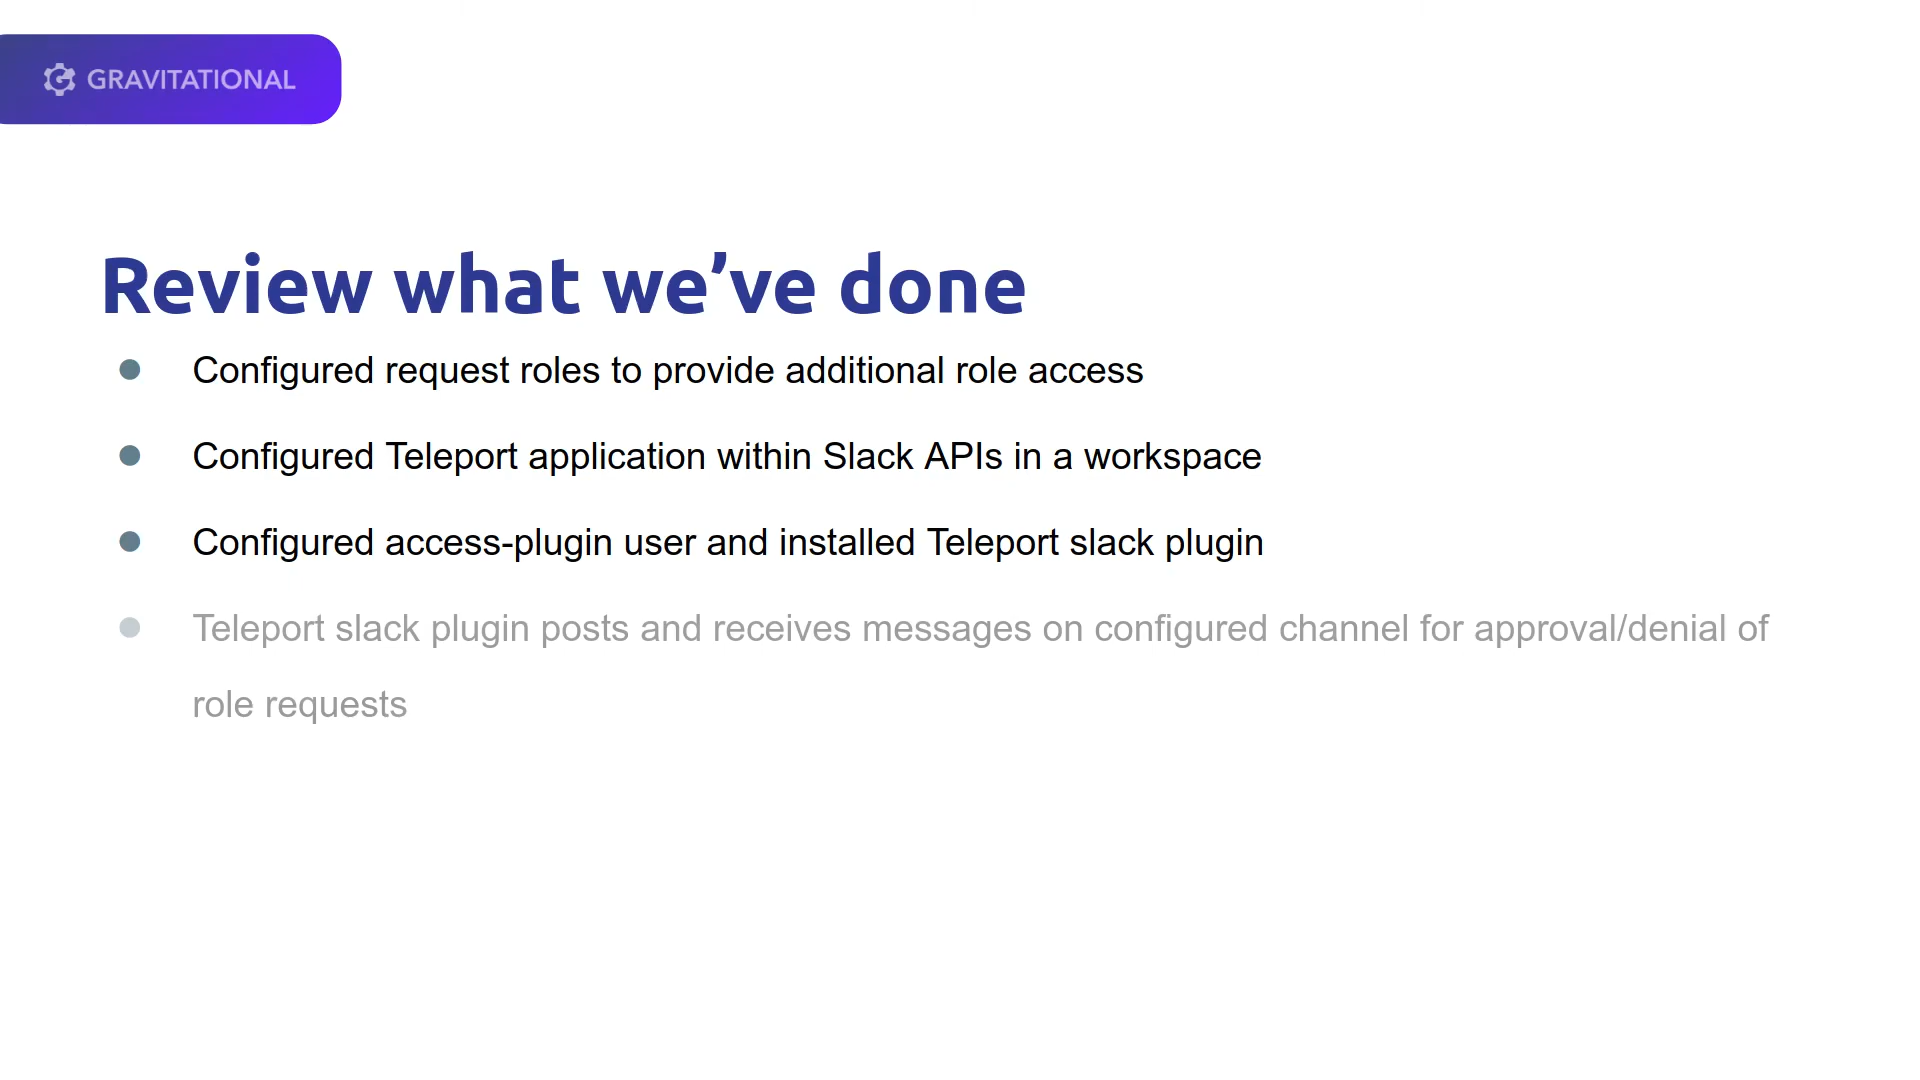 GRAVITATIONAL
Review what we’ve done
Configured request roles to provide additional role access
Configured Teleport application within Slack APIs in a workspace
Configured access-plugin user and installed Teleport slack plugin
Teleport slack plugin posts and receives messages on configured channel for approval/denial of
role requests